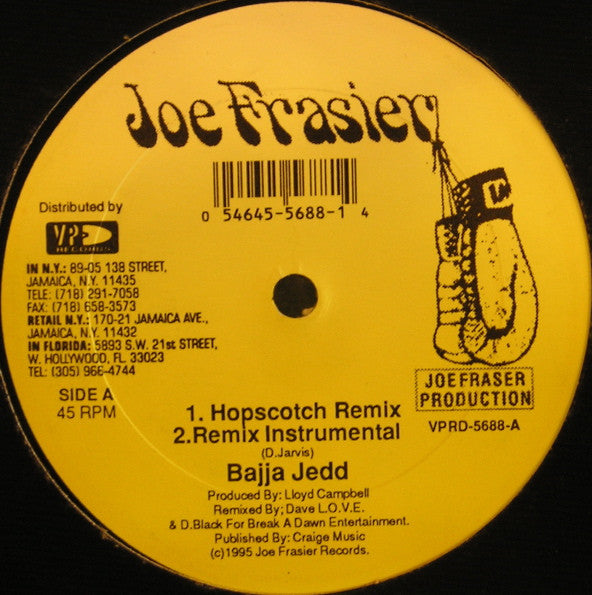 Joe Frasier
0 54645-5688-1 4
Distributed by
VP
RECORDS
IN N.Y.: 89-05 138 STREET,
JAMAICA, N.Y. 11435
TELE: (718) 291-7058
FAX: (718) 658-3573
RETAIL N.Y.: 170-21 JAMAICA AVE.,
JAMAICA, N.Y. 11432
IN FLORIDA: 5893 S.W. 21st STREET,
W. HOLLYWOOD, FL 33023
TEL: (305) 966-4744
SIDE A
45 RPM
JOE FRASER
PRODUCTION
VPRD-5688-A
1. Hopscotch Remix
2.Remix Instrumental
(D.Jarvis)
Bajja Jedd
Produced By: Lloyd Campbell
Remixed By; Dave L.O.V.E.
& D.Black For Break A Dawn Entertainment.
Published By: Craige Music
(c)1995 Joe Frasier Records.